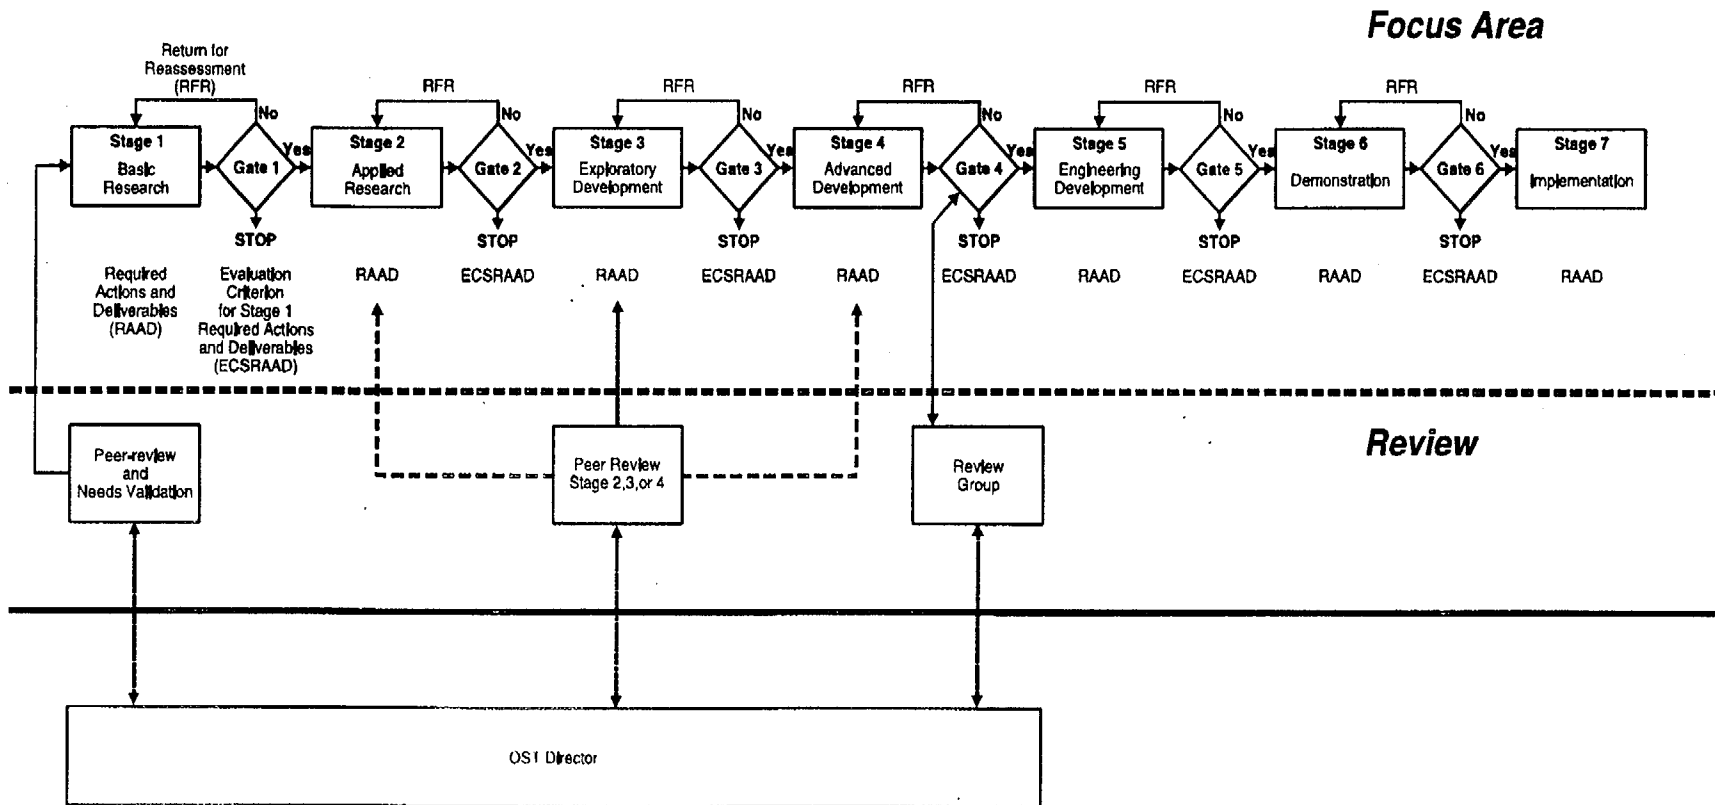 Focus Area
Return for
Reassessment
(RFR)
RFR
RFR
RFR
RFR
RFR
No
No
No
No
No
No
Stage 1
Basic
Research
Gate 1
Yes
Stage 2
Applied
Research
Gate 2
Yes
Stage 3
Exploratory
Development
Gate 3
Yes
Stage 4
Advanced
Development
Gate 4
Yes
Stage 5
Engineering
Development
Gate 5
Yes
Stage 6
Demonstration
Gate 6
Yes
Stage 7
Implementation
STOP
STOP
STOP
STOP
STOP
STOP
Required
Actions and
Deliverables
(RAAD)
Evaluation
Criterion
for Stage 1
Required Actions
and Deliverables
(ECSRAAD)
RAAD
ECSRAAD
RAAD
ECSRAAD
RAAD
ECSRAAD
RAAD
ECSRAAD
RAAD
ECSRAAD
RAAD
Review
Peer-review
and
Needs Validation
Peer Review
Stage 2,3,or 4
Review
Group
OST Director